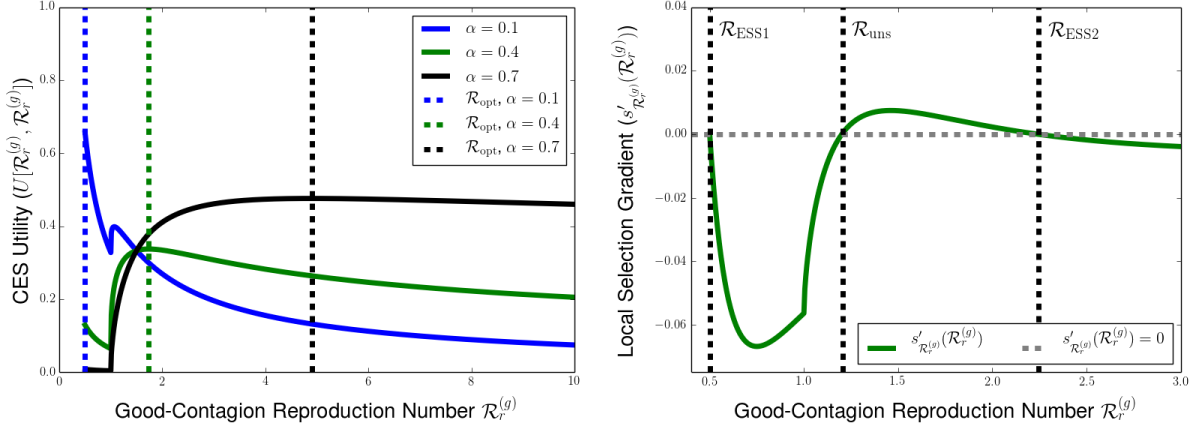 CES Utility (U[ℛ_r^(g), ℛ_r^(g)])
1.0
0.8
0.6
0.4
0.2
0.0
α = 0.1
α = 0.4
α = 0.7
ℛ_opt, α = 0.1
ℛ_opt, α = 0.4
ℛ_opt, α = 0.7
0 2 4 6 8 10
Good-Contagion Reproduction Number ℛ_r^(g)
Local Selection Gradient (s′_{ℛ_r^(g)}(ℛ_r^(g)))
0.04
0.02
0.00
−0.02
−0.04
−0.06
ℛ_ESS1 ℛ_uns ℛ_ESS2
s′_{ℛ_r^(g)}(ℛ_r^(g)) s′_{ℛ_r^(g)}(ℛ_r^(g)) = 0
0.5 1.0 1.5 2.0 2.5 3.0
Good-Contagion Reproduction Number ℛ_r^(g)